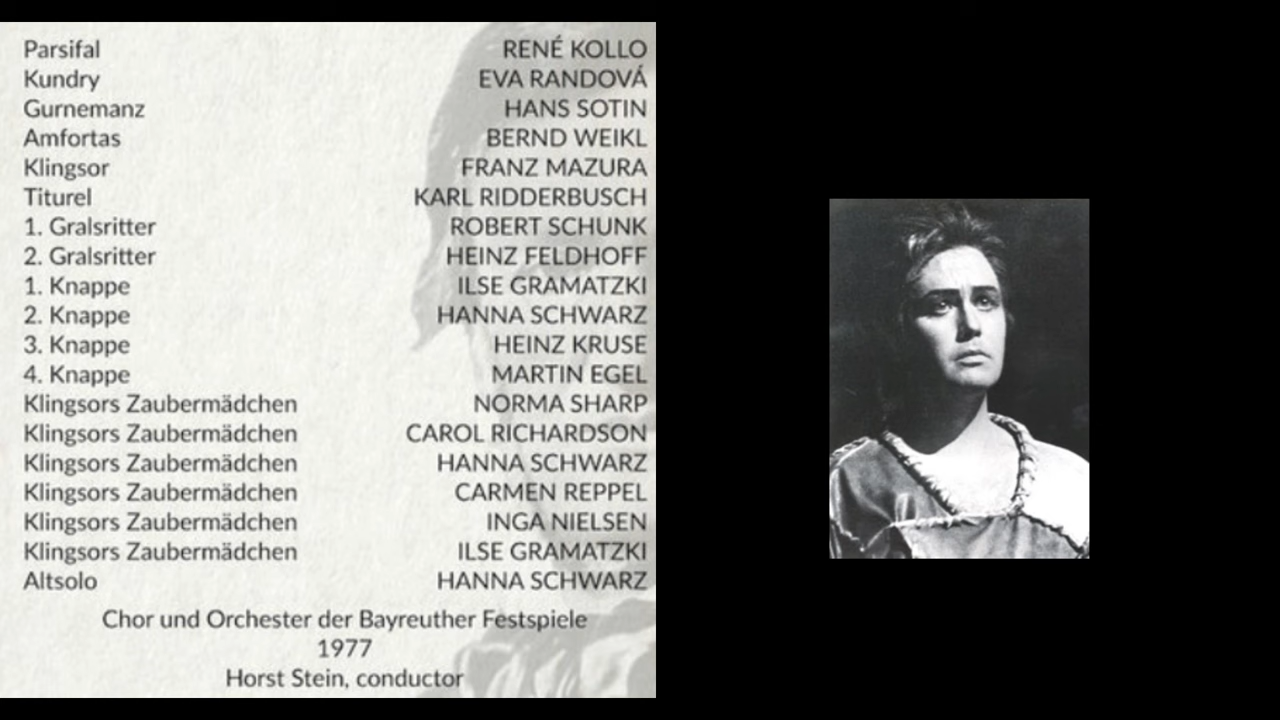 Parsifal RENÉ KOLLO
Kundry EVA RANDOVÁ
Gurnemanz HANS SOTIN
Amfortas BERND WEIKL
Klingsor FRANZ MAZURA
Titurel KARL RIDDERBUSCH
1. Gralsritter ROBERT SCHUNK
2. Gralsritter HEINZ FELDHOFF
1. Knappe ILSE GRAMATZKI
2. Knappe HANNA SCHWARZ
3. Knappe HEINZ KRUSE
4. Knappe MARTIN EGEL
Klingsors Zaubermädchen NORMA SHARP
Klingsors Zaubermädchen CAROL RICHARDSON
Klingsors Zaubermädchen HANNA SCHWARZ
Klingsors Zaubermädchen CARMEN REPPEL
Klingsors Zaubermädchen INGA NIELSEN
Klingsors Zaubermädchen ILSE GRAMATZKI
Altsolo HANNA SCHWARZ
Chor und Orchester der Bayreuther Festspiele
1977
Horst Stein, conductor